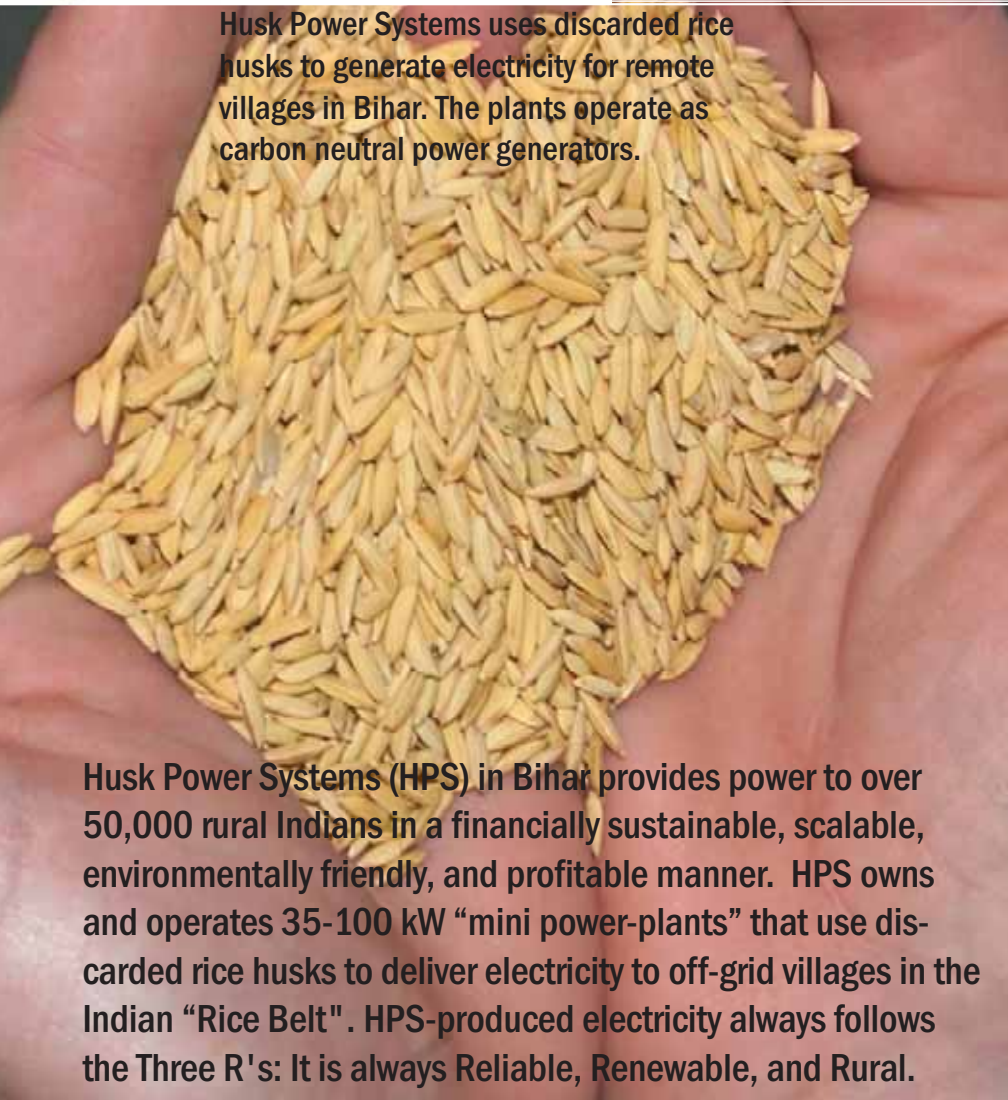 Husk Power Systems uses discarded rice
husks to generate electricity for remote
villages in Bihar. The plants operate as
carbon neutral power generators.
Husk Power Systems (HPS) in Bihar provides power to over
50,000 rural Indians in a financially sustainable, scalable,
environmentally friendly, and profitable manner.  HPS owns
and operates 35-100 kW “mini power-plants” that use dis-
carded rice husks to deliver electricity to off-grid villages in the
Indian “Rice Belt". HPS-produced electricity always follows
the Three R's: It is always Reliable, Renewable, and Rural.